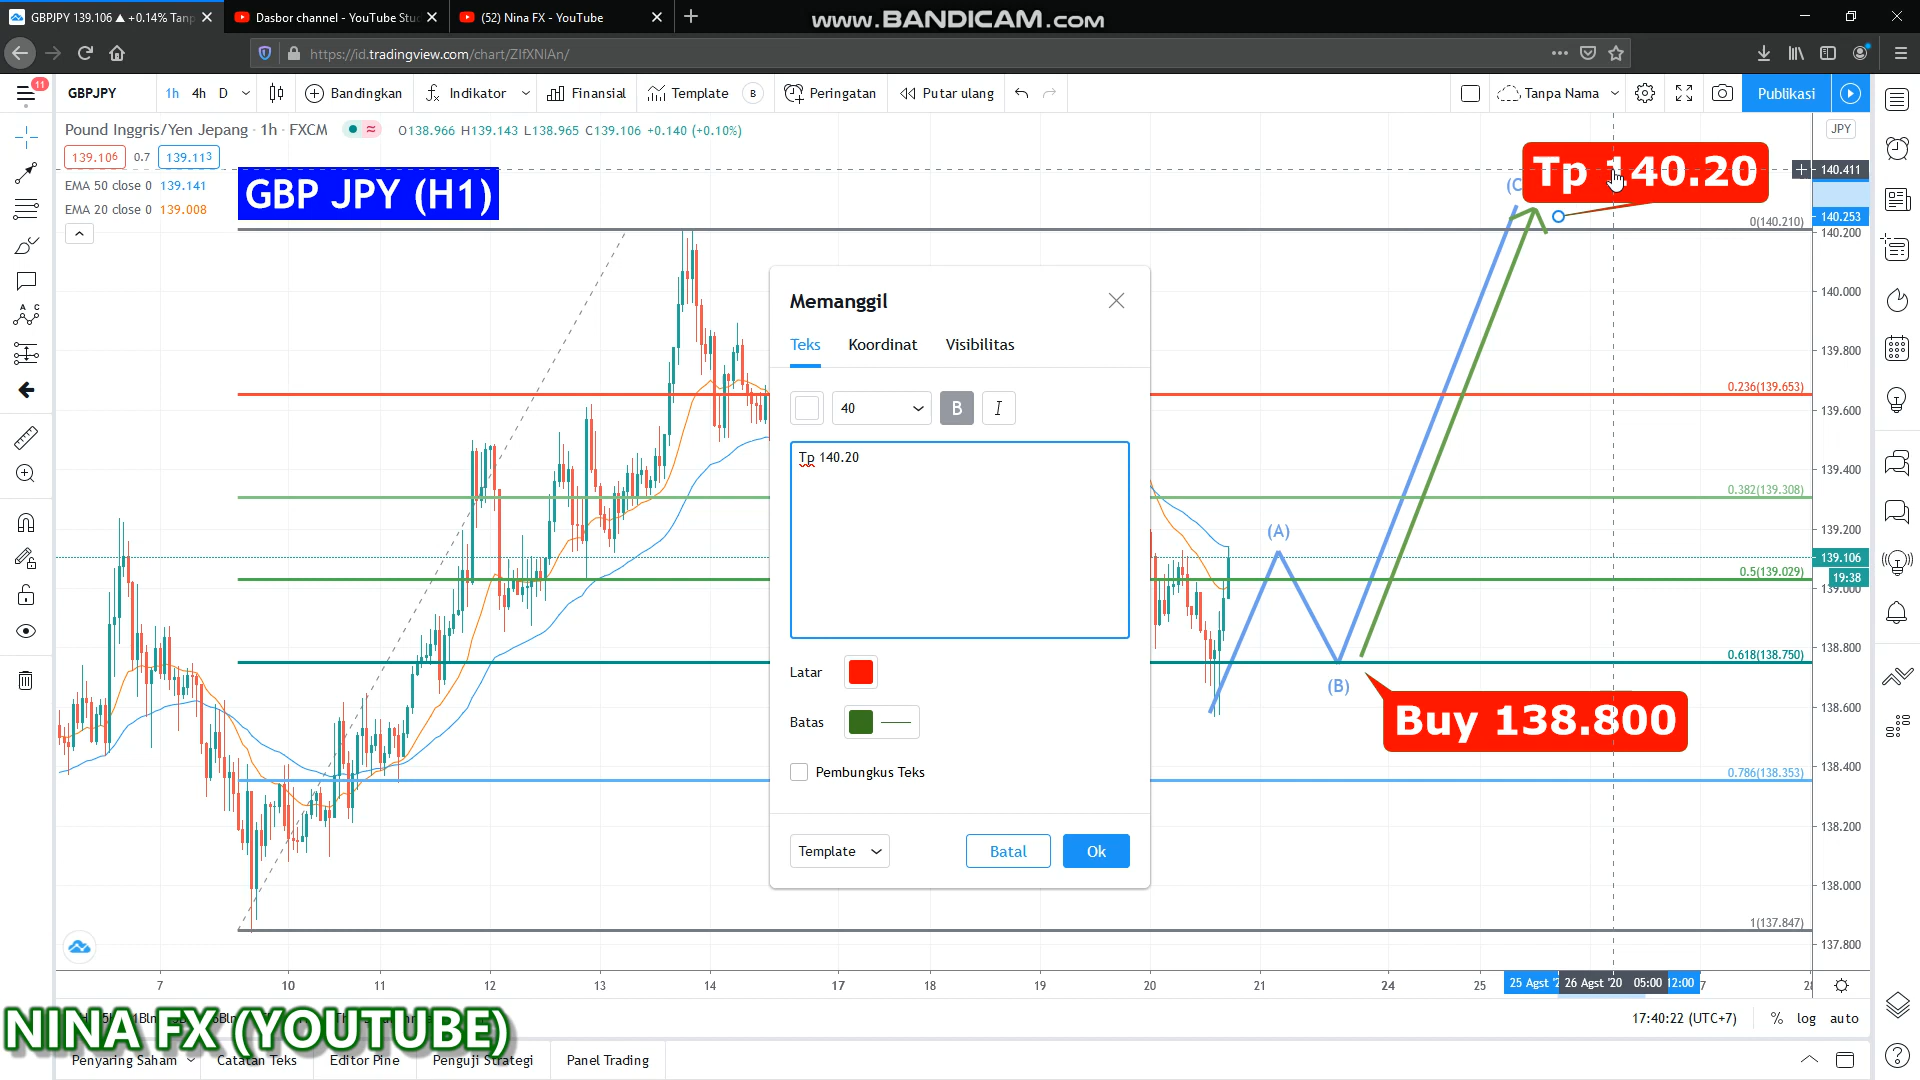 GBPJPY 139.106 ▲ +0.14% Tanp
Dasbor channel - YouTube Stu
(52) Nina FX - YouTube
www.BANDICAM.com
https://id.tradingview.com/chart/ZIfXNIAn/
11
GBPJPY
1h
4h
D
Bandingkan
Indikator
Finansial
Template
B
Peringatan
Putar ulang
Tanpa Nama
Publikasi
Pound Inggris/Yen Jepang · 1h · FXCM
O138.966 H139.143 L138.965 C139.106 +0.140 (+0.10%)
JPY
139.106
0.7
139.113
EMA 50 close 0 139.141
EMA 20 close 0 139.008
GBP JPY (H1)
(C
Tp 140.20
140.411
140.253
0(140.210)
140.200
140.000
139.800
0.236(139.653)
139.600
139.400
0.382(139.308)
139.200
139.106
19:38
0.5(139.029)
139.000
138.800
0.618(138.750)
138.600
138.400
0.786(138.353)
138.200
138.000
1(137.847)
137.800
(A)
(B)
Buy 138.800
Memanggil
Teks
Koordinat
Visibilitas
40
B
I
Tp 140.20
Latar
Batas
Pembungkus Teks
Template
Batal
Ok
7
10
11
12
13
14
17
18
19
20
21
24
25
25 Agst '2
26 Agst '20 05:00
12:00
7
NINA FX (YOUTUBE)
17:40:22 (UTC+7)
%
log
auto
Penyaring Saham
Catatan Teks
Editor Pine
Penguji Strategi
Panel Trading